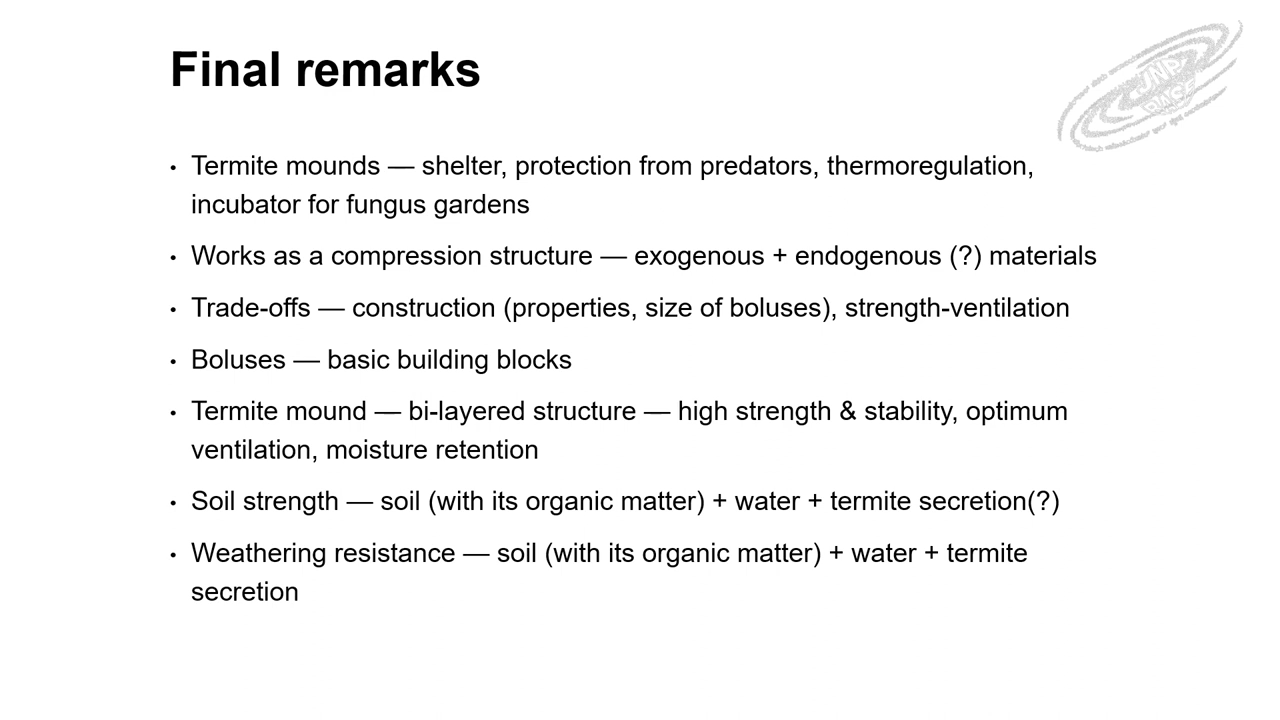 Final remarks
• Termite mounds — shelter, protection from predators, thermoregulation,
incubator for fungus gardens
• Works as a compression structure — exogenous + endogenous (?) materials
• Trade-offs — construction (properties, size of boluses), strength-ventilation
• Boluses — basic building blocks
• Termite mound — bi-layered structure — high strength & stability, optimum
ventilation, moisture retention
• Soil strength — soil (with its organic matter) + water + termite secretion(?)
• Weathering resistance — soil (with its organic matter) + water + termite
secretion